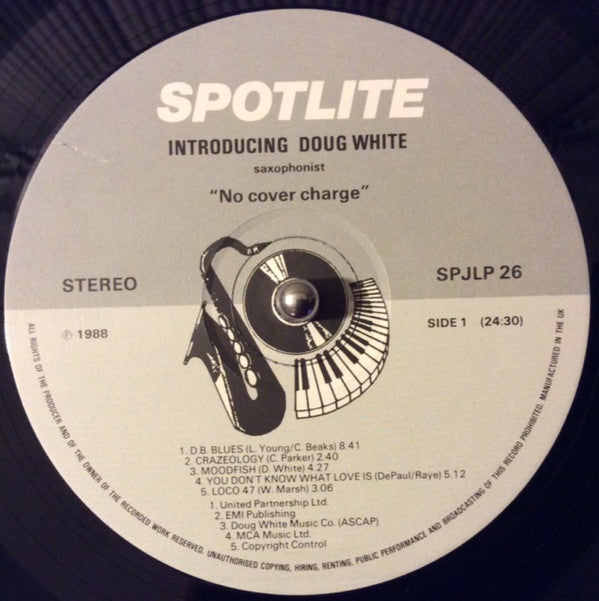 SPOTLITE
INTRODUCING DOUG WHITE
saxophonist
"No cover charge"
STEREO
SPJLP 26
℗ 1988
SIDE 1 (24:30)
1. D.B. BLUES (L. Young/C. Beaks) 8.41
2. CRAZEOLOGY (C. Parker) 2.40
3. MOODFISH (D. White) 4.27
4. YOU DON'T KNOW WHAT LOVE IS (DePaul/Raye) 5.12
5. LOCO 47 (W. Marsh) 3:06
1. United Partnership Ltd.
2. EMI Publishing
3. Doug White Music Co. (ASCAP)
4. MCA Music Ltd.
5. Copyright Control
ALL RIGHTS OF THE PRODUCER AND OF THE OWNER OF THE RECORDED WORK RESERVED. UNAUTHORISED COPYING, HIRING, RENTING, PUBLIC PERFORMANCE AND BROADCASTING OF THIS RECORD PROHIBITED. MANUFACTURED IN THE UK